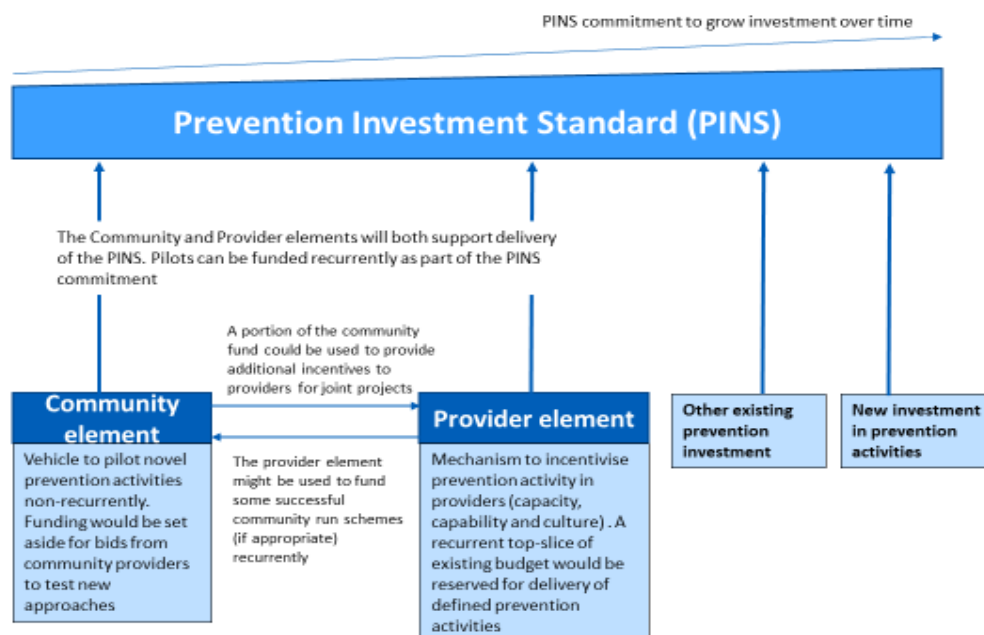 PINS commitment to grow investment over time
Prevention Investment Standard (PINS)
The Community and Provider elements will both support delivery
of the PINS. Pilots can be funded recurrently as part of the PINS
commitment
A portion of the community
fund could be used to provide
additional incentives to
providers for joint projects
Community
element
Vehicle to pilot novel
prevention activities
non-recurrently.
Funding would be set
aside for bids from
community providers
to test new
approaches
The provider element
might be used to fund
some successful
community run schemes
(if appropriate)
recurrently
Provider element
Mechanism to incentivise
prevention activity in
providers (capacity,
capability and culture) . A
recurrent top-slice of
existing budget would be
reserved for delivery of
defined prevention
activities
Other existing
prevention
investment
New investment
in prevention
activities